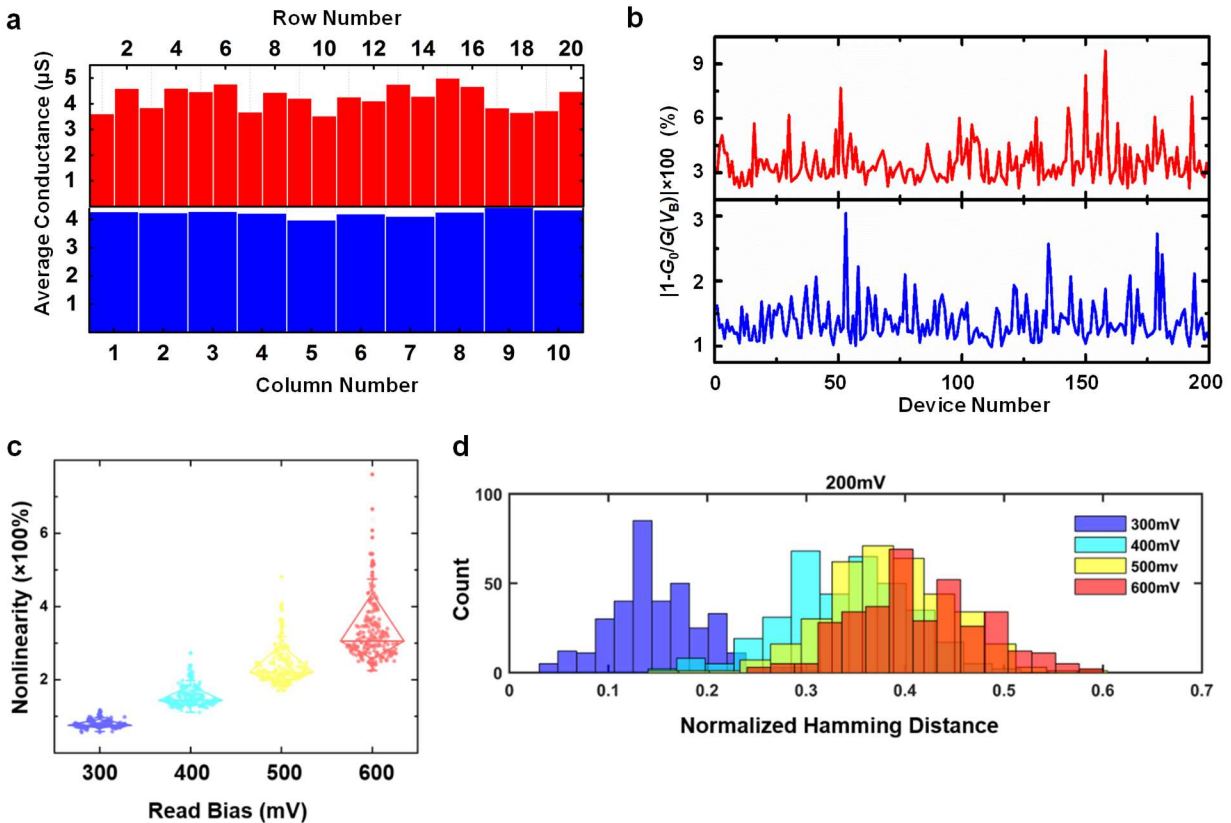 a
Row Number
2 4 6 8 10 12 14 16 18 20
Average Conductance (µS)
5
4
3
2
1
4
3
2
1
1 2 3 4 5 6 7 8 9 10
Column Number
b
|1-G₀/G(V_B)|×100 (%)
9
6
3
3
2
1
0 50 100 150 200
Device Number
c
Nonlinearity (×100%)
6
4
2
300 400 500 600
Read Bias (mV)
d
200mV
Count
100
50
0
300mV
400mV
500mv
600mV
0 0.1 0.2 0.3 0.4 0.5 0.6 0.7
Normalized Hamming Distance